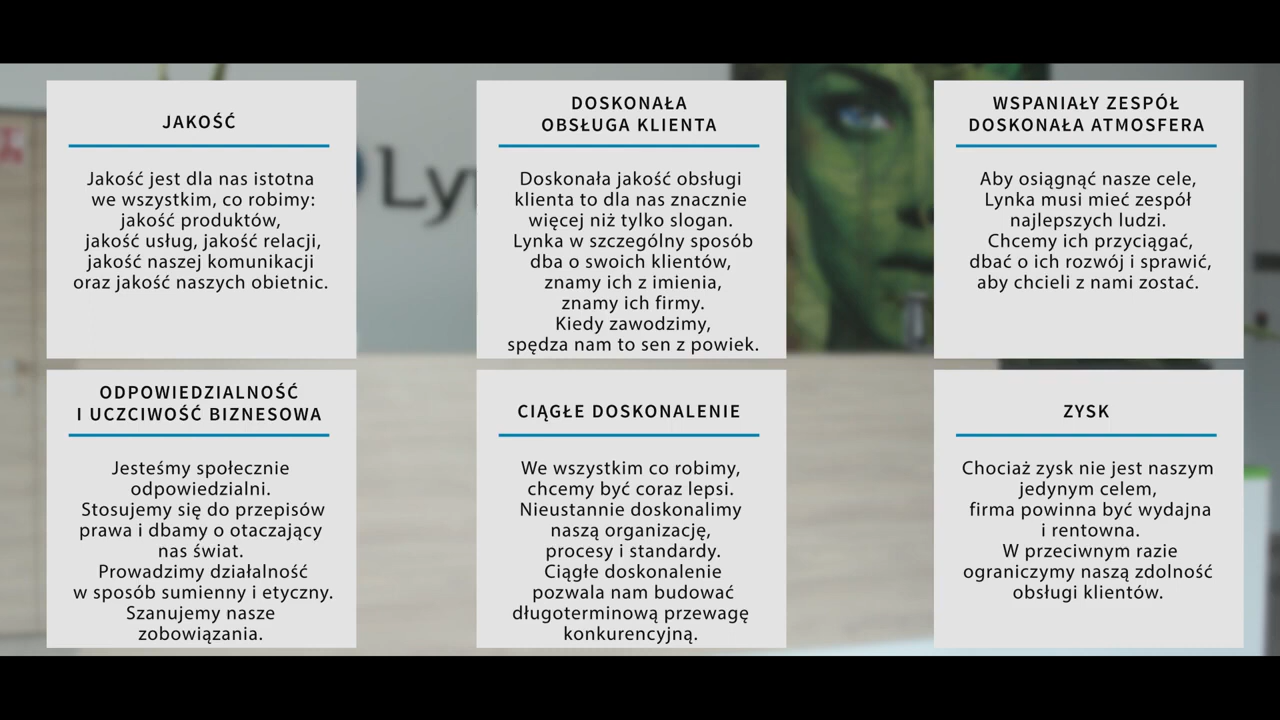 JAKOŚĆ
Jakość jest dla nas istotna
we wszystkim, co robimy:
jakość produktów,
jakość usług, jakość relacji,
jakość naszej komunikacji
oraz jakość naszych obietnic.
DOSKONAŁA
OBSŁUGA KLIENTA
Doskonała jakość obsługi
klienta to dla nas znacznie
więcej niż tylko slogan.
Lynka w szczególny sposób
dba o swoich klientów,
znamy ich z imienia,
znamy ich firmy.
Kiedy zawodzimy,
spędza nam to sen z powiek.
WSPANIAŁY ZESPÓŁ
DOSKONAŁA ATMOSFERA
Aby osiągnąć nasze cele,
Lynka musi mieć zespół
najlepszych ludzi.
Chcemy ich przyciągać,
dbać o ich rozwój i sprawić,
aby chcieli z nami zostać.
ODPOWIEDZIALNOŚĆ
I UCZCIWOŚĆ BIZNESOWA
Jesteśmy społecznie
odpowiedzialni.
Stosujemy się do przepisów
prawa i dbamy o otaczający
nas świat.
Prowadzimy działalność
w sposób sumienny i etyczny.
Szanujemy nasze
zobowiązania.
CIĄGŁE DOSKONALENIE
We wszystkim co robimy,
chcemy być coraz lepsi.
Nieustannie doskonalimy
naszą organizację,
procesy i standardy.
Ciągłe doskonalenie
pozwala nam budować
długoterminową przewagę
konkurencyjną.
ZYSK
Chociaż zysk nie jest naszym
jedynym celem,
firma powinna być wydajna
i rentowna.
W przeciwnym razie
ograniczymy naszą zdolność
obsługi klientów.